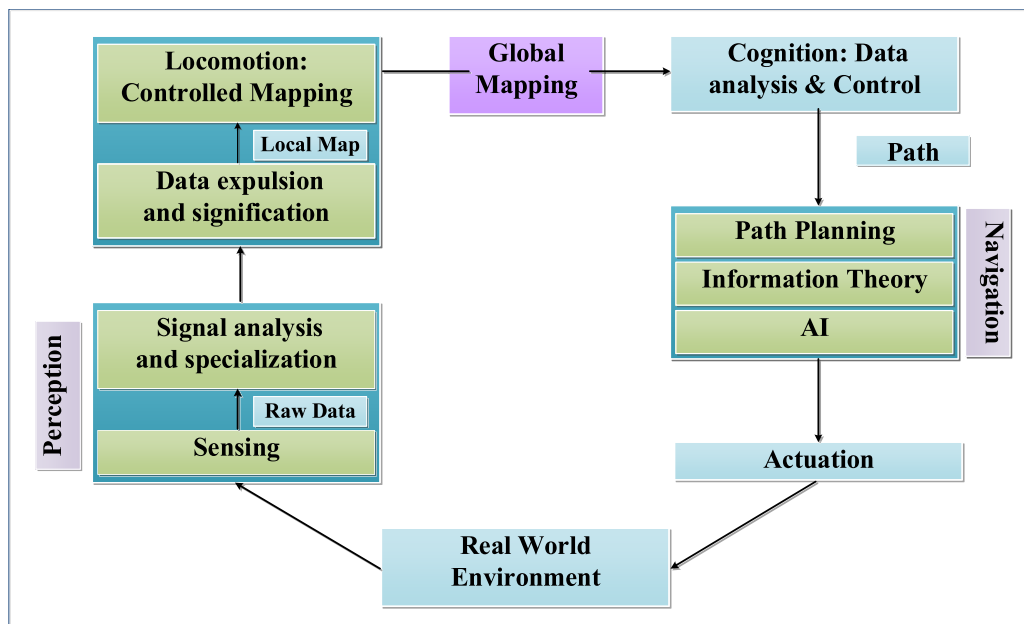 Locomotion:
Controlled Mapping
Local Map
Data expulsion
and signification
Global
Mapping
Cognition: Data
analysis & Control
Path
Path Planning
Information Theory
AI
Navigation
Signal analysis
and specialization
Raw Data
Sensing
Perception
Actuation
Real World
Environment